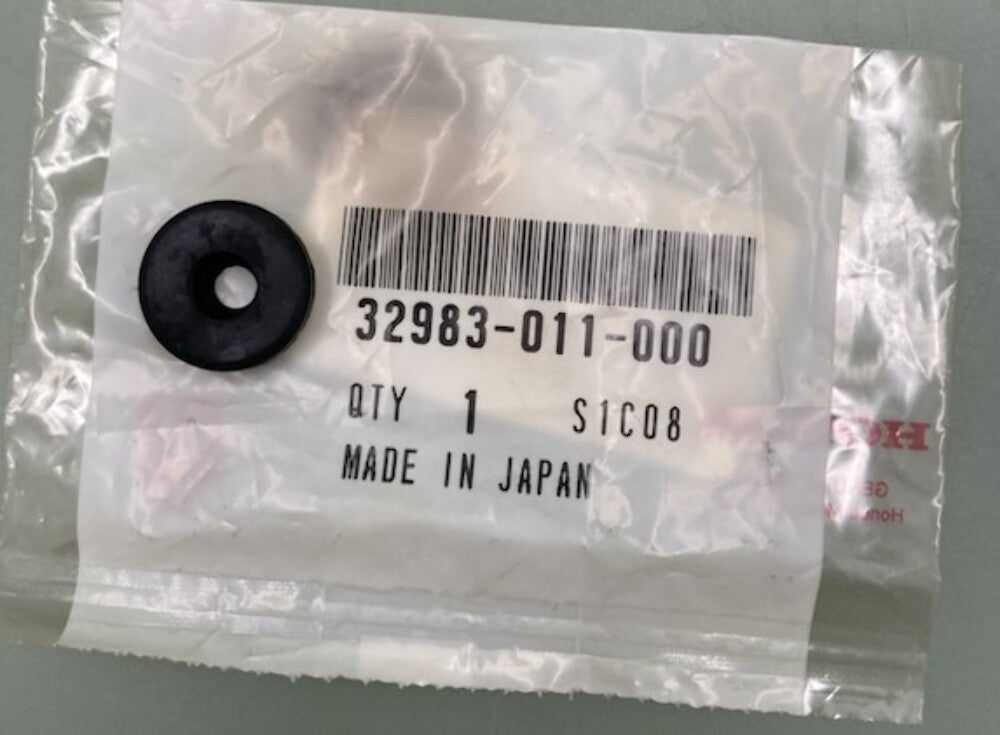 32983-011-000
QTY 1 S1C08
MADE IN JAPAN